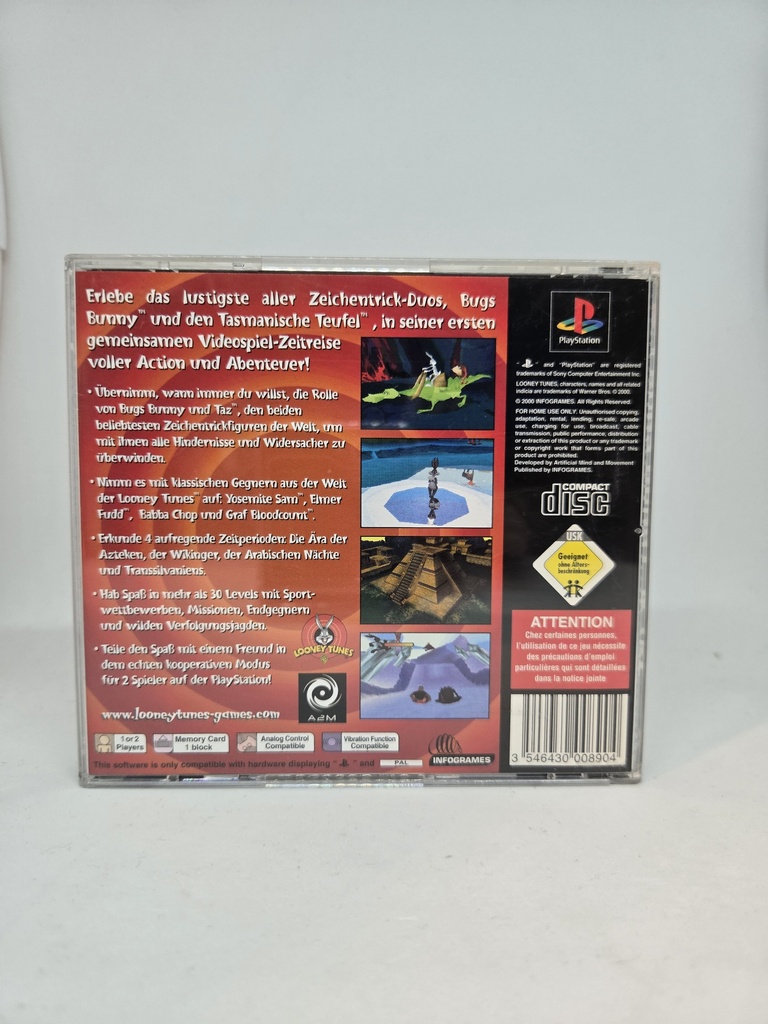 Erlebe das lustigste aller Zeichentrick-Duos, Bugs
Bunny™ und den Tasmanische Teufel™, in seiner ersten
gemeinsamen Videospiel-Zeitreise
voller Action und Abenteuer!
• Übernimm, wann immer du willst, die Rolle
von Bugs Bunny und Taz™, den beiden
beliebtesten Zeichentrickfiguren der Welt, um
mit ihnen alle Hindernisse und Widersacher zu
überwinden.
• Nimm es mit klassischen Gegnern aus der Welt
der Looney Tunes™ auf: Yosemite Sam™, Elmer
Fudd™, Babba Chop und Graf Bloodcount™.
• Erkunde 4 aufregende Zeitperioden: Die Ära der
Azteken, der Wikinger, der Arabischen Nächte
und Transsilvaniens.
• Hab Spaß in mehr als 30 Levels mit Sport-
wettbewerben, Missionen, Endgegnern
und wilden Verfolgungsjagden.
• Teile den Spaß mit einem Freund in
dem echten kooperativen Modus
für 2 Spieler auf der PlayStation!
LOONEY TUNES
www.looneytunes-games.com
A2M
1 or 2
Players
Memory Card
1 block
Analog Control
Compatible
Vibration Function
Compatible
INFOGRAMES
This software is only compatible with hardware displaying " " and PAL
PlayStation
" " and "PlayStation" are registered
trademarks of Sony Computer Entertainment Inc.
LOONEY TUNES, characters, names and all related
indicia are trademarks of Warner Bros. © 2000.
© 2000 INFOGRAMES. All Rights Reserved.
FOR HOME USE ONLY. Unauthorised copying,
adaptation, rental, lending, re-sale, arcade
use, charging for use, broadcast, cable
transmission, public performance, distribution
or extraction of this product or any trademark
or copyright work that forms part of this
product are prohibited.
Developed by Artificial Mind and Movement
Published by INFOGRAMES.
COMPACT
disc
USK
Geeignet
ohne Alters-
beschränkung
ATTENTION
Chez certaines personnes,
l'utilisation de ce jeu nécessite
des précautions d'emploi
particulières qui sont détaillées
dans la notice jointe
3 546430 008904